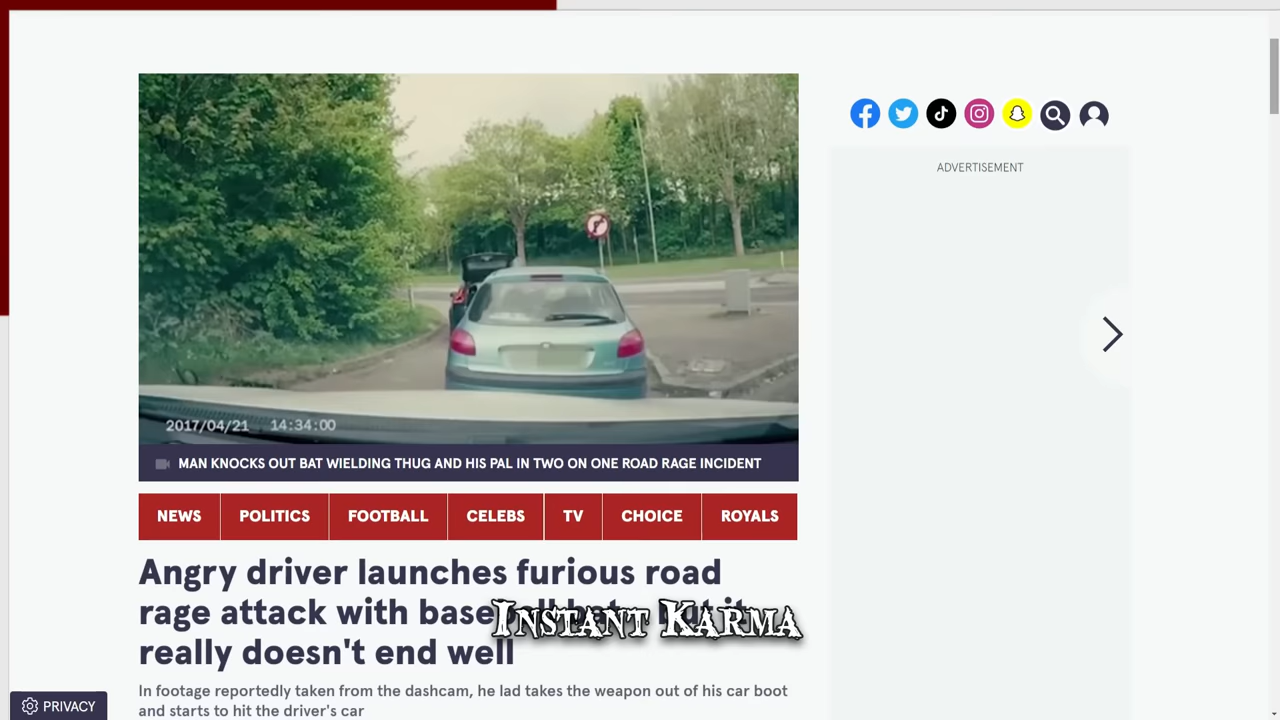 ADVERTISEMENT
2017/04/21 14:34:00
MAN KNOCKS OUT BAT WIELDING THUG AND HIS PAL IN TWO ON ONE ROAD RAGE INCIDENT
NEWS POLITICS FOOTBALL CELEBS TV CHOICE ROYALS
Angry driver launches furious road
rage attack with baseball
really doesn't end well
INSTANT KARMA
In footage reportedly taken from the dashcam, he lad takes the weapon out of his car boot
and starts to hit the driver's car
PRIVACY